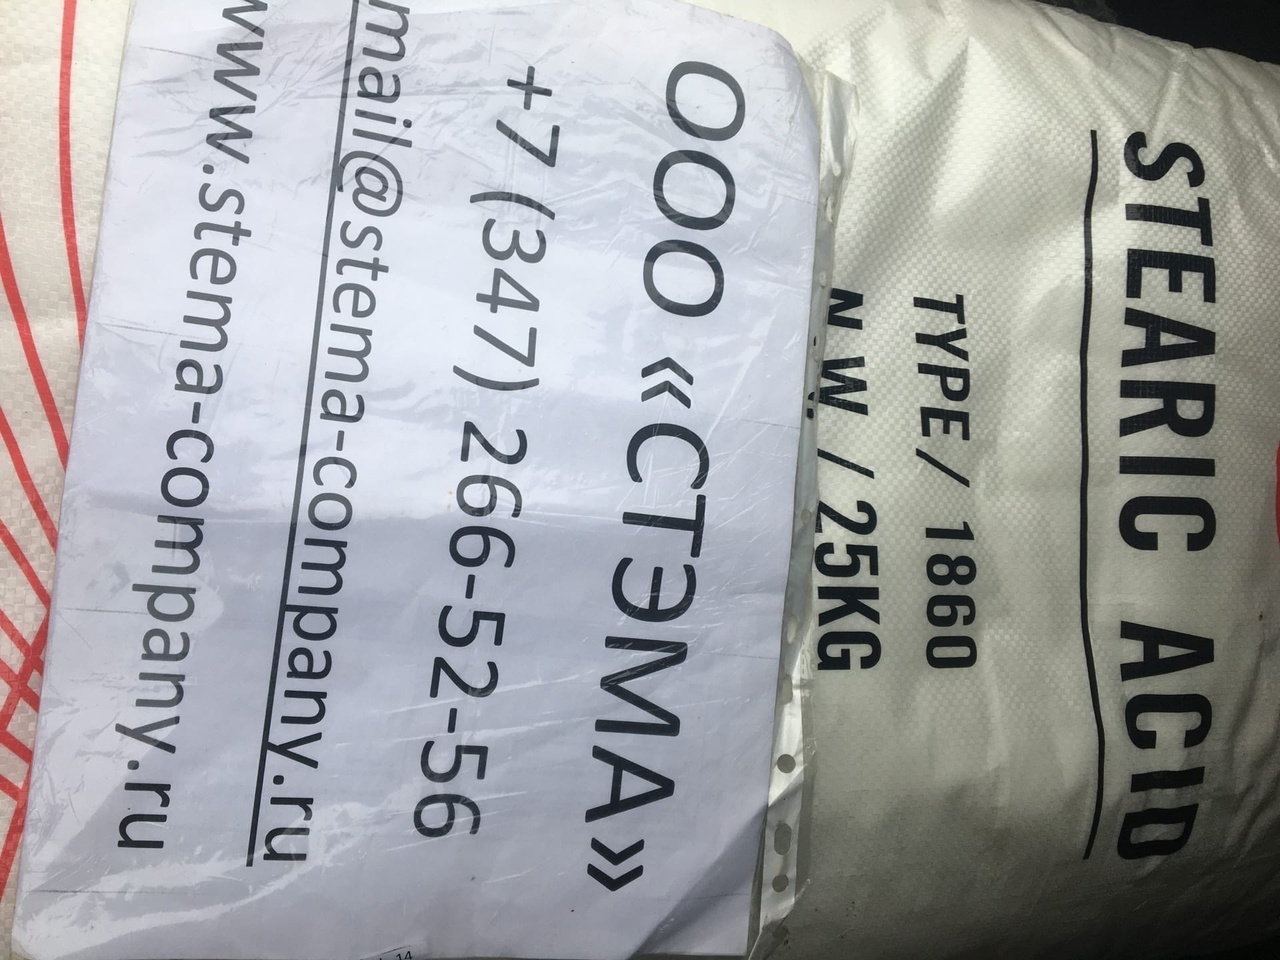 STEARIC ACID
TYPE / 1860
N.W. / 25KG
ООО «СТЭМА»
+7 (347) 266-52-56
mail@stema-company.ru
www.stema-company.ru
14